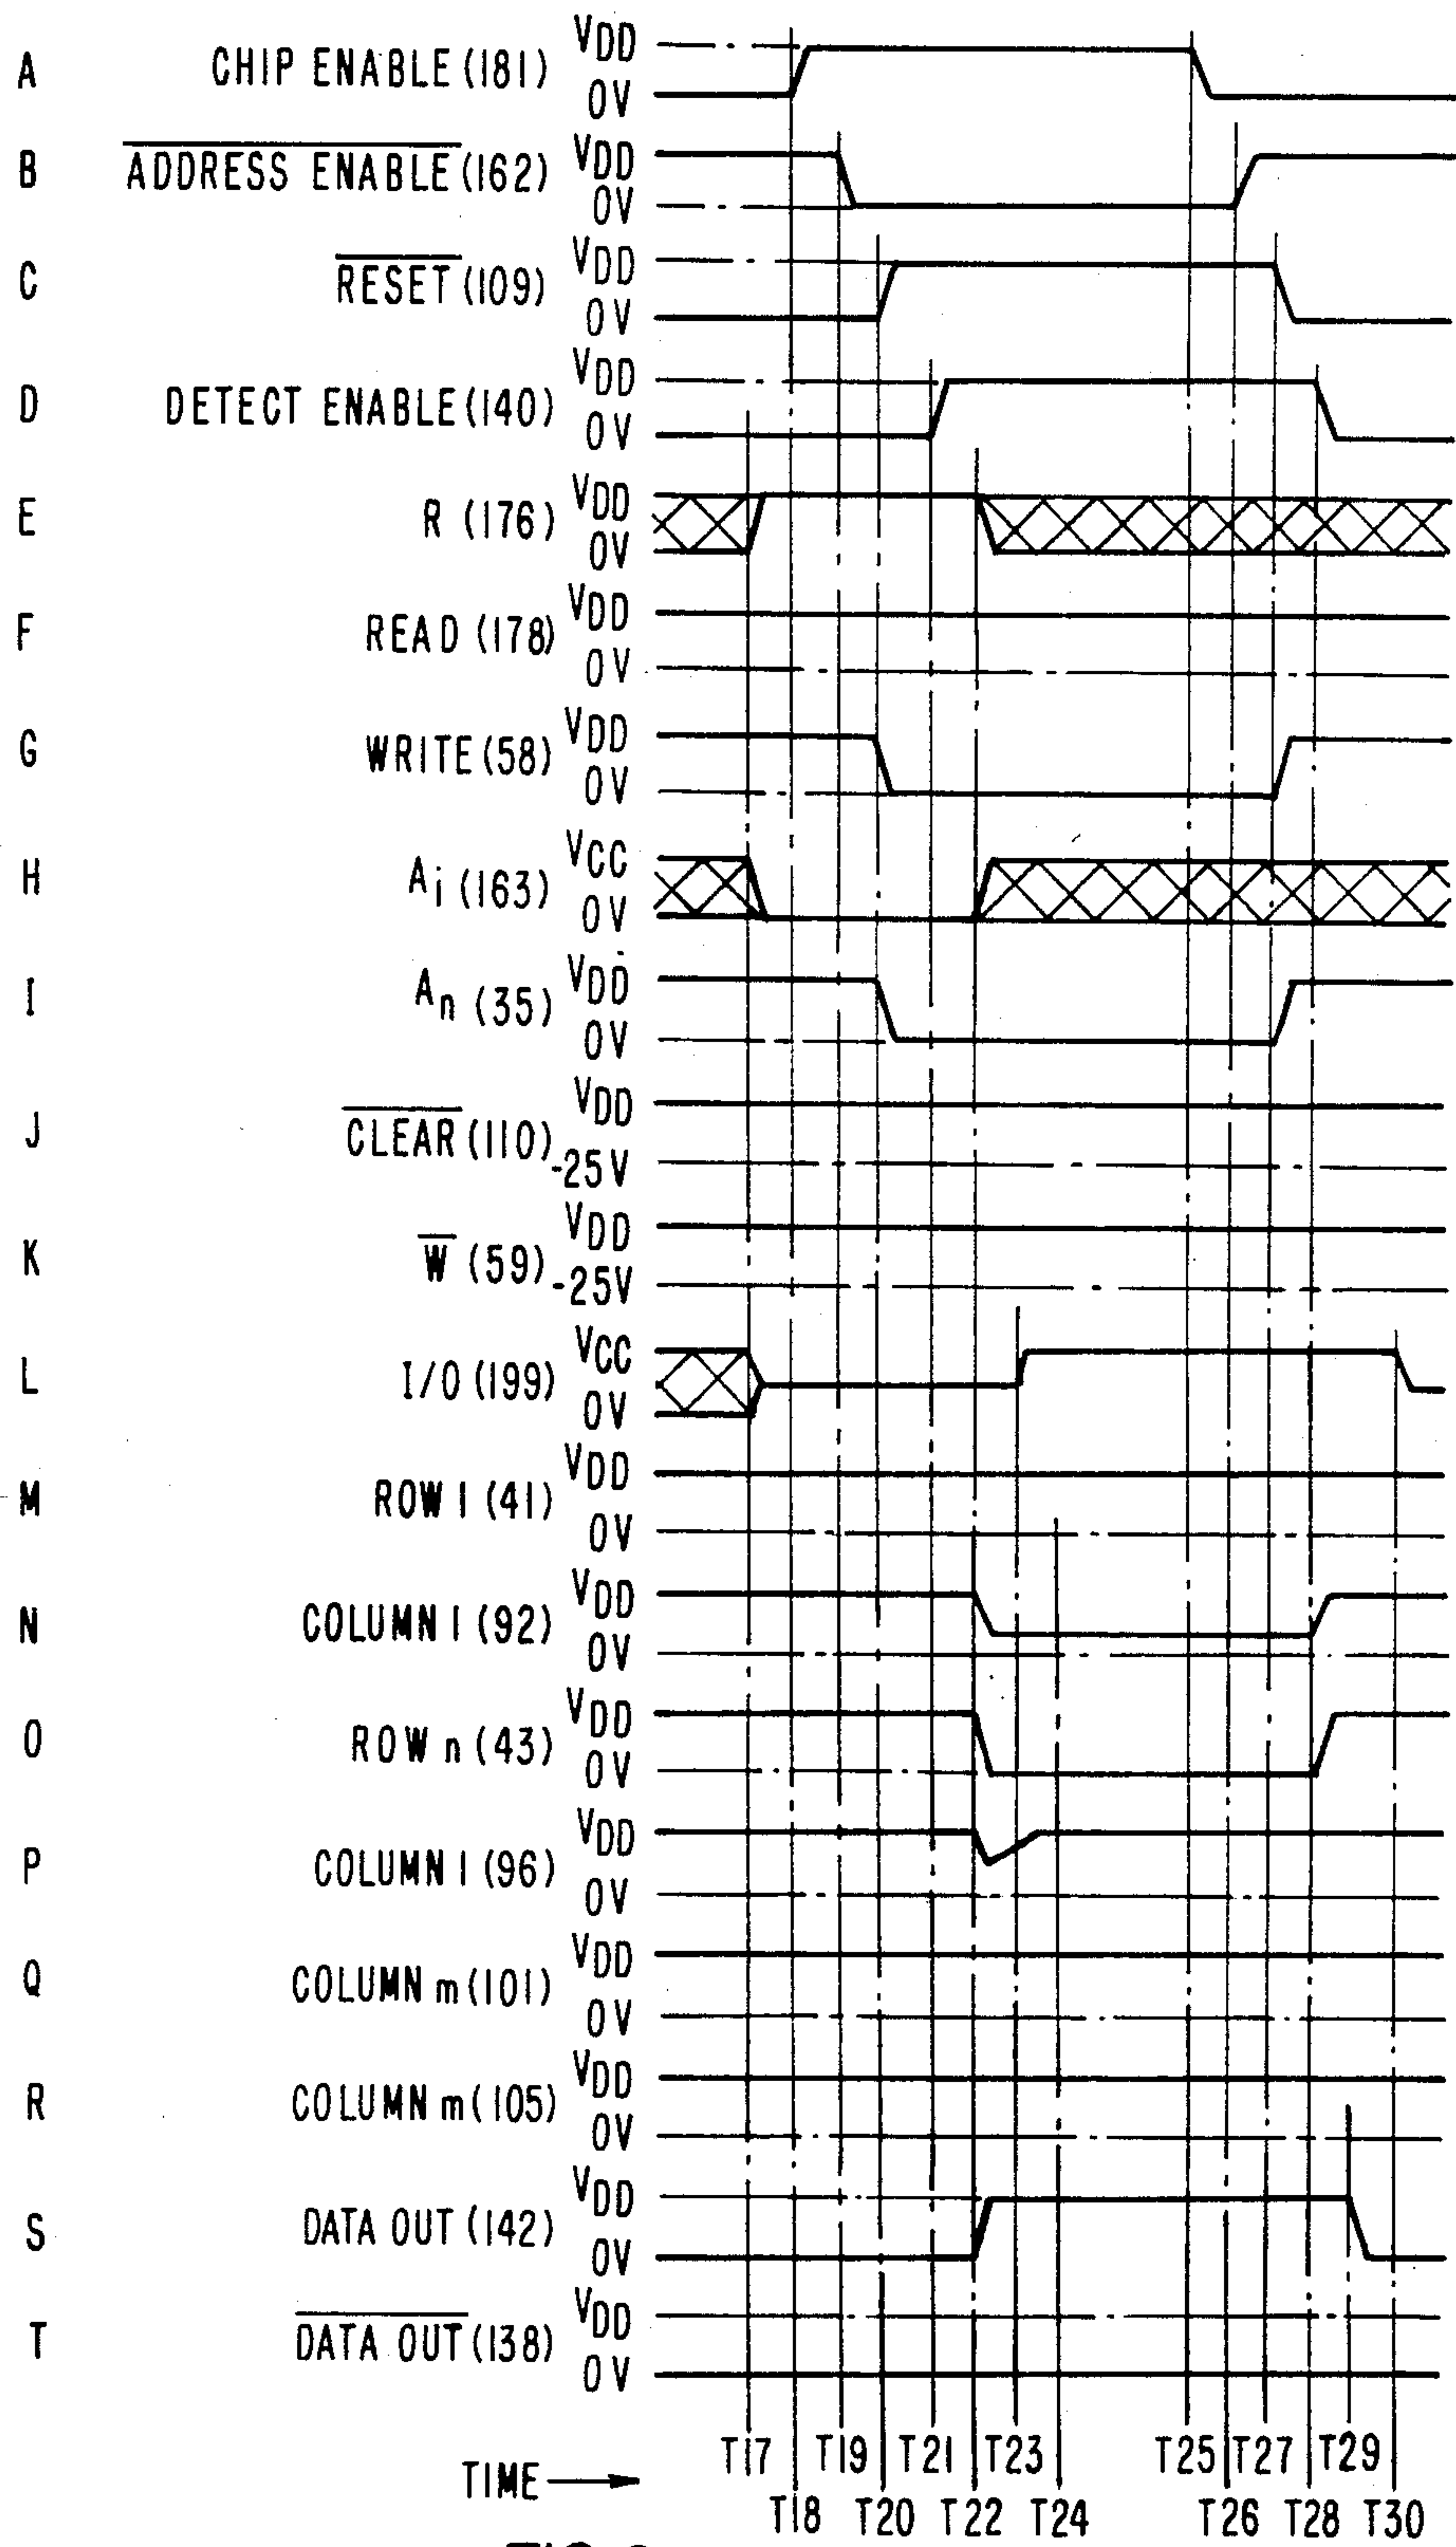 A CHIP ENABLE (181) VDD
0V
B ADDRESS ENABLE (162) VDD
0V
C RESET (109) VDD
0V
D DETECT ENABLE (140) VDD
0V
E R (176) VDD
0V
F READ (178) VDD
0V
G WRITE (58) VDD
0V
H Ai (163) VCC
0V
I An (35) VDD
0V
J CLEAR (110) VDD
-25V
K W (59) VDD
-25V
L I/O (199) VCC
0V
M ROW 1 (41) VDD
0V
N COLUMN 1 (92) VDD
0V
O ROW n (43) VDD
0V
P COLUMN 1 (96) VDD
0V
Q COLUMN m (101) VDD
0V
R COLUMN m (105) VDD
0V
S DATA OUT (142) VDD
0V
T DATA OUT (138) VDD
0V
T17 T19 T21 T23 T25 T27 T29
TIME
T18 T20 T22 T24 T26 T28 T30